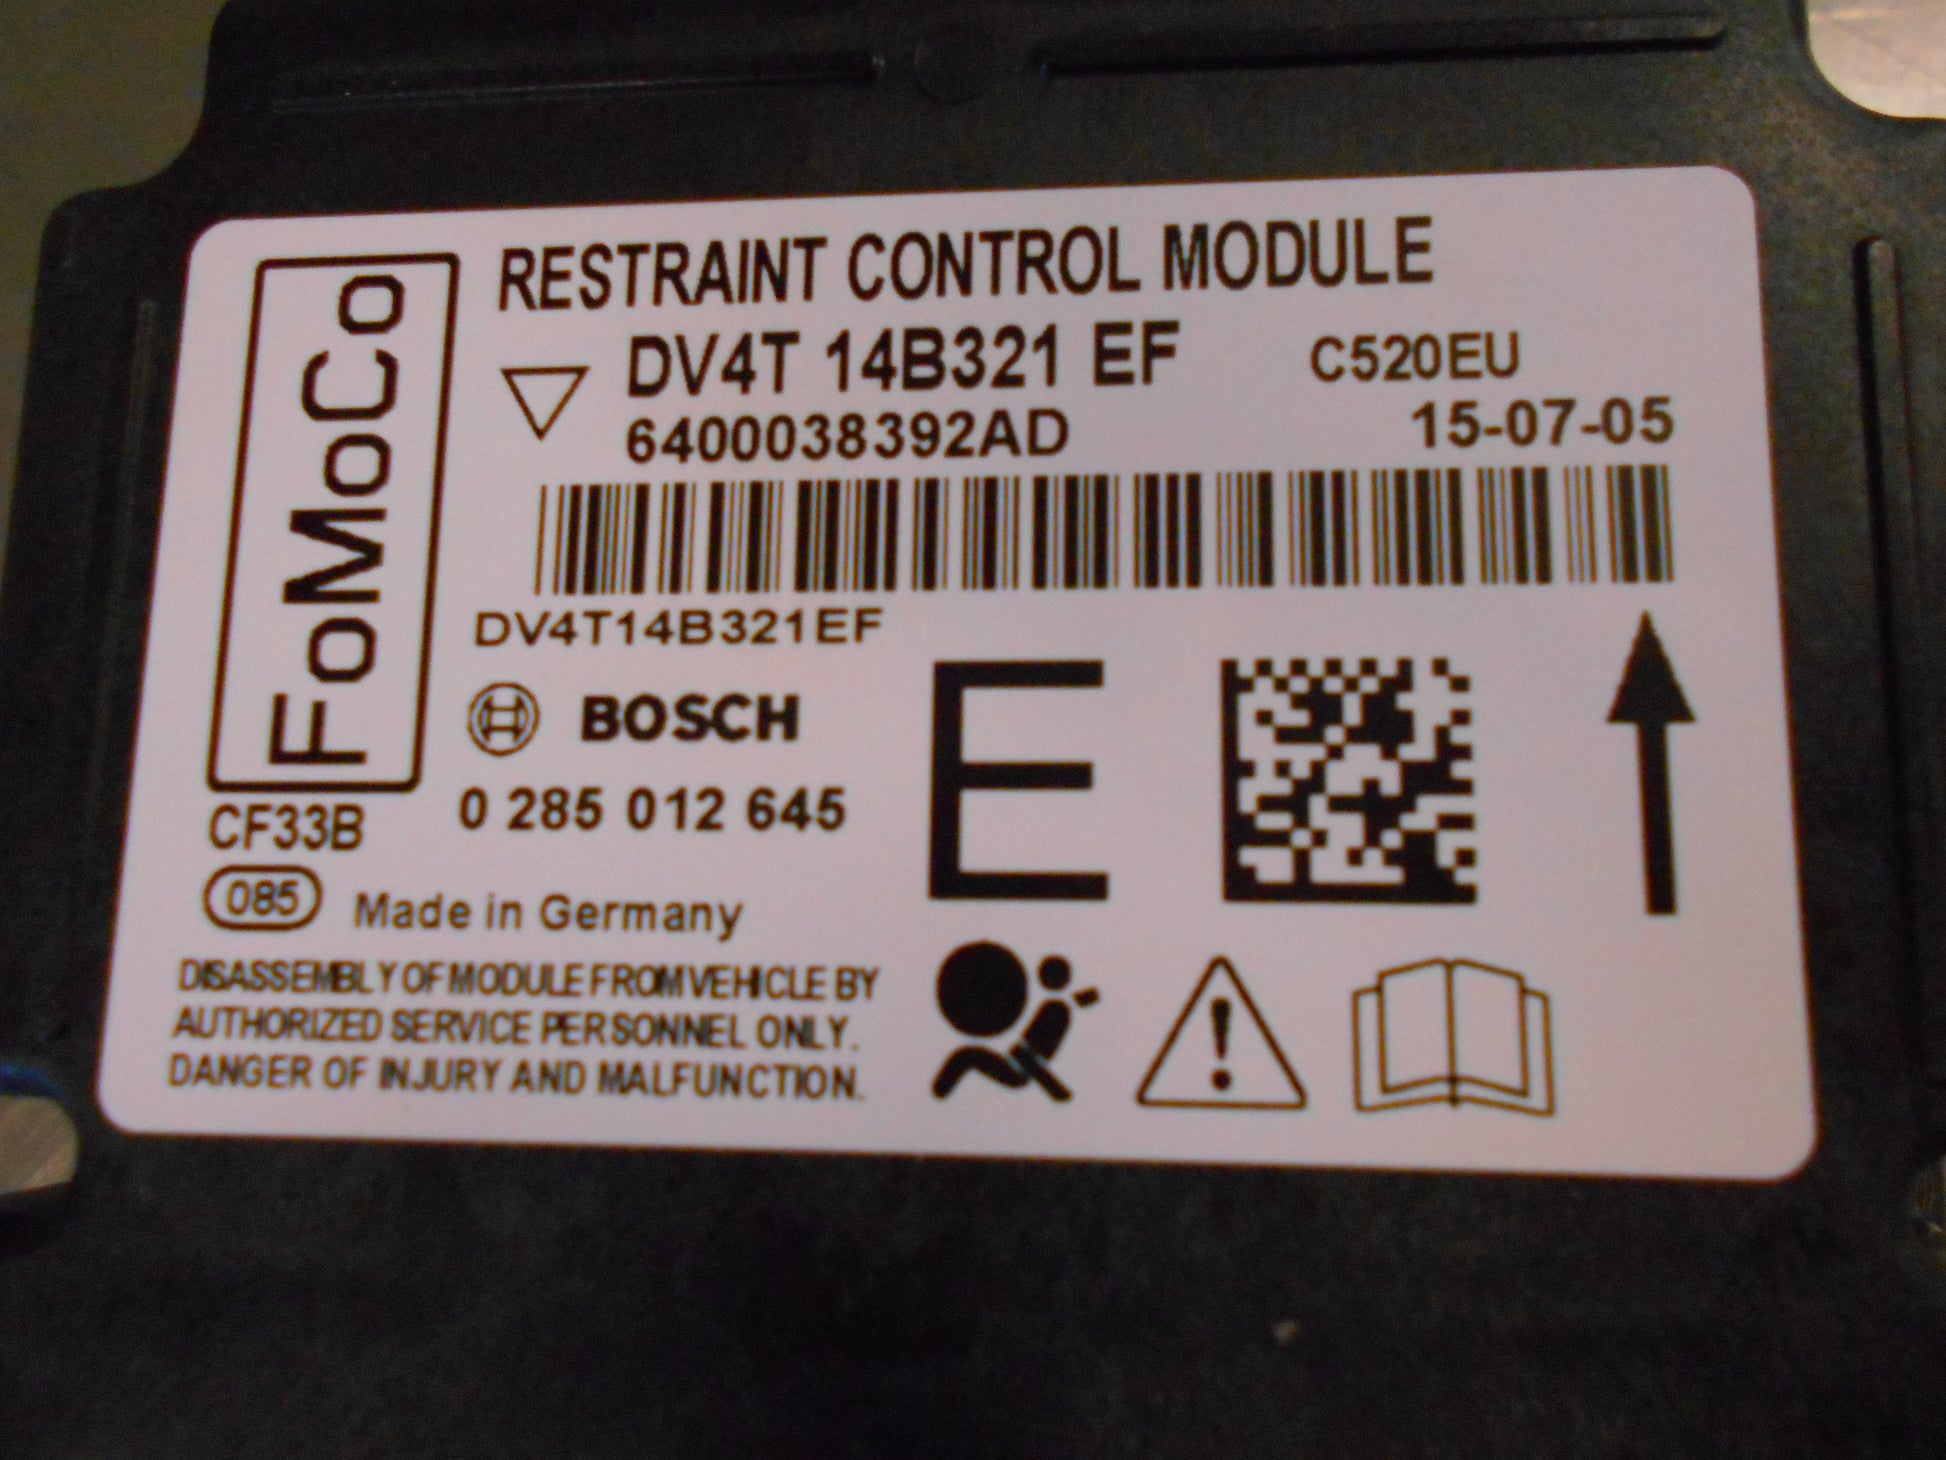 RESTRAINT CONTROL MODULE
DV4T 14B321 EF C520EU
6400038392AD 15-07-05
DV4T14B321EF
FoMoCo
BOSCH
E
0 285 012 645
CF33B
085 Made in Germany
DISASSEMBLY OF MODULE FROM VEHICLE BY
AUTHORIZED SERVICE PERSONNEL ONLY.
DANGER OF INJURY AND MALFUNCTION.